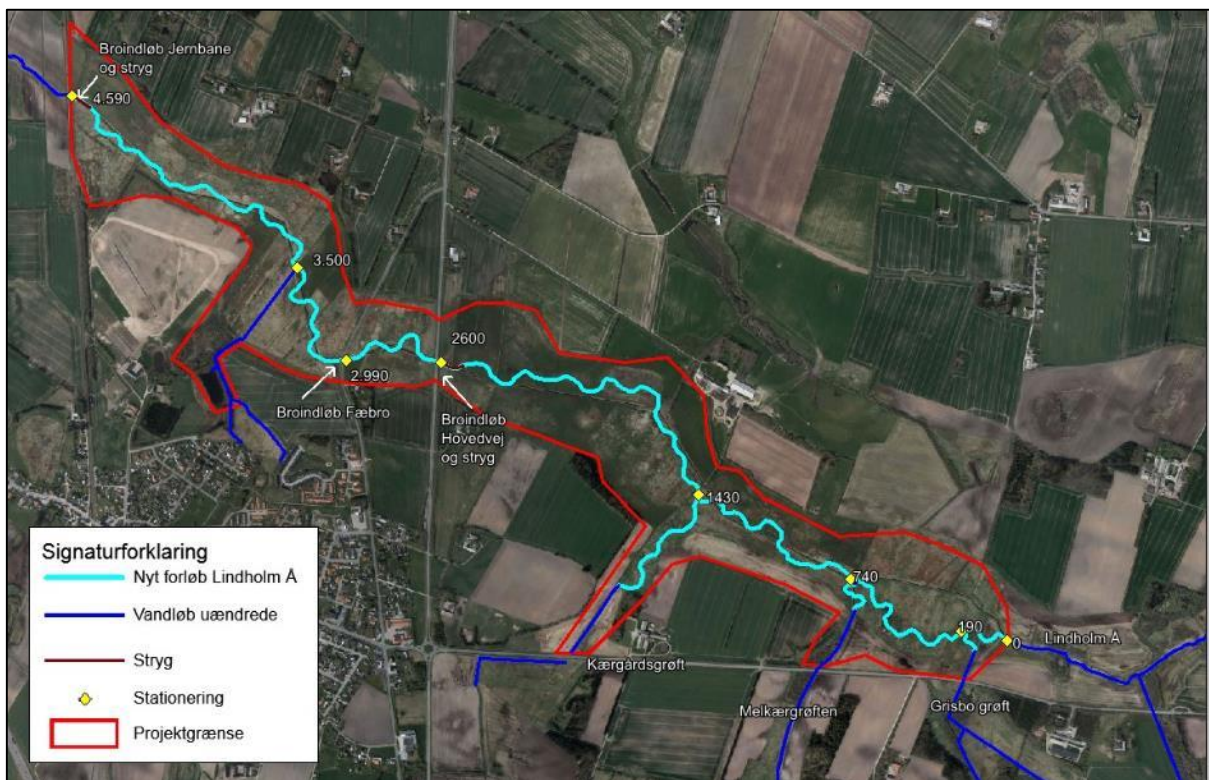 Broindløb Jernbane
og stryg
4.590
3.500
2600
2.990
Broindløb Fæbro
Broindløb
Hovedvej
og stryg
1430
740
190
0
Lindholm Å
Kærgårdsgrøft
Melkærgrøften
Grisbo grøft
Signaturforklaring
Nyt forløb Lindholm Å
Vandløb uændrede
Stryg
Stationering
Projektgrænse